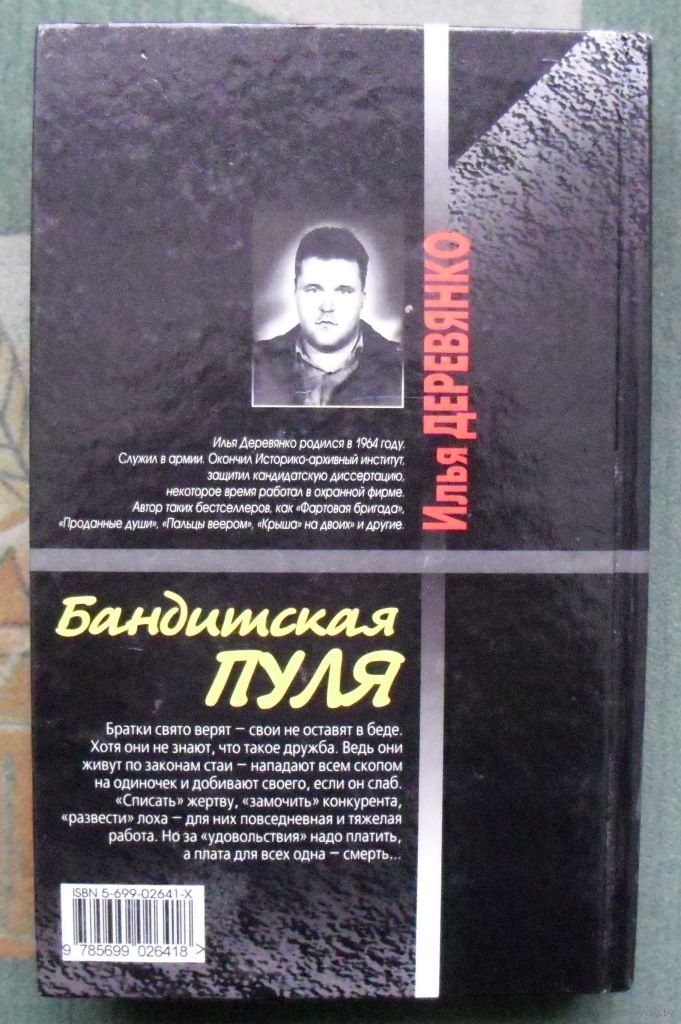 Илья ДЕРЕВЯНКО
Илья Деревянко родился в 1964 году.
Служил в армии. Окончил Историко-архивный институт,
защитил кандидатскую диссертацию,
некоторое время работал в охранной фирме.
Автор таких бестселлеров, как «Фартовая бригада»,
«Проданные души», «Пальцы веером», «Крыша» на двоих» и другие.
Бандитская
ПУЛЯ
Братки свято верят – свои не оставят в беде.
Хотя они не знают, что такое дружба. Ведь они
живут по законам стаи – нападают всем скопом
на одиночек и добивают своего, если он слаб.
«Списать» жертву, «замочить» конкурента,
«развести» лоха – для них повседневная и тяжелая
работа. Но за «удовольствия» надо платить,
а плата для всех одна – смерть...
ISBN 5-699-02641-X
9 785699 026418 >